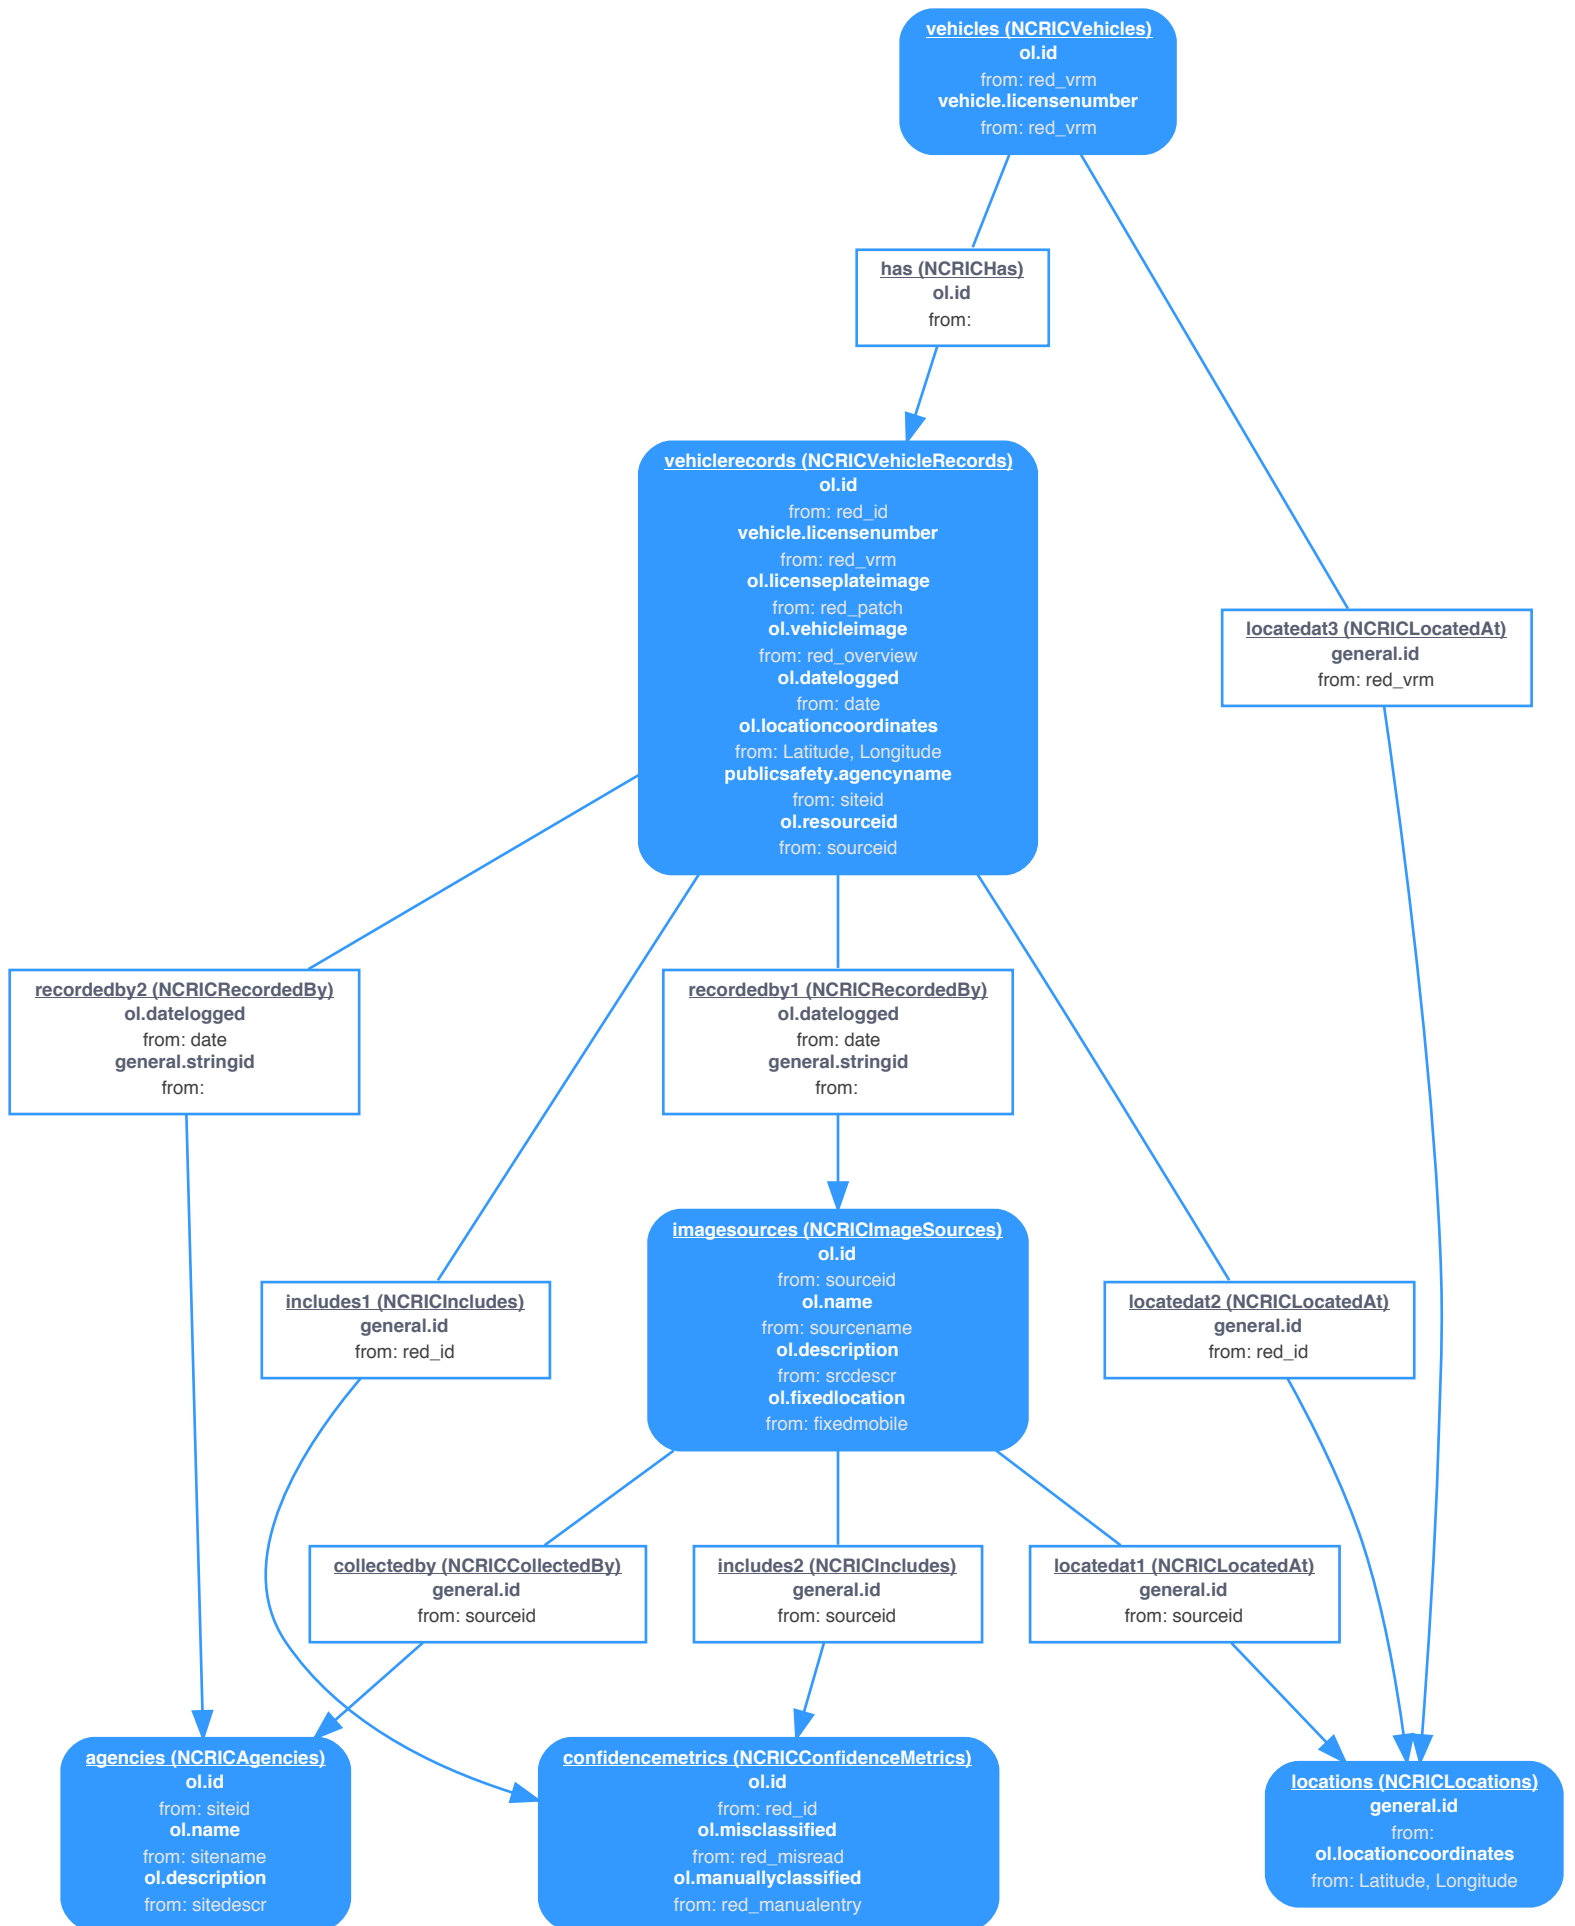 vehicles (NCRICVehicles)
ol.id
from: red_vrm
vehicle.licensenumber
from: red_vrm
has (NCRICHas)
ol.id
from:
vehiclerecords (NCRICVehicleRecords)
ol.id
from: red_id
vehicle.licensenumber
from: red_vrm
ol.licenseplateimage
from: red_patch
ol.vehicleimage
from: red_overview
ol.datelogged
from: date
ol.locationcoordinates
from: Latitude, Longitude
publicsafety.agencyname
from: siteid
ol.resourceid
from: sourceid
locatedat3 (NCRICLocatedAt)
general.id
from: red_vrm
recordedby2 (NCRICRecordedBy)
ol.datelogged
from: date
general.stringid
from:
recordedby1 (NCRICRecordedBy)
ol.datelogged
from: date
general.stringid
from:
imagesources (NCRICImageSources)
ol.id
from: sourceid
ol.name
from: sourcename
ol.description
from: srcdescr
ol.fixedlocation
from: fixedmobile
includes1 (NCRICIncludes)
general.id
from: red_id
locatedat2 (NCRICLocatedAt)
general.id
from: red_id
collectedby (NCRICCollectedBy)
general.id
from: sourceid
includes2 (NCRICIncludes)
general.id
from: sourceid
locatedat1 (NCRICLocatedAt)
general.id
from: sourceid
agencies (NCRICAgencies)
ol.id
from: siteid
ol.name
from: sitename
ol.description
from: sitedescr
confidencemetrics (NCRICConfidenceMetrics)
ol.id
from: red_id
ol.misclassified
from: red_misread
ol.manuallyclassified
from: red_manualentry
locations (NCRICLocations)
general.id
from:
ol.locationcoordinates
from: Latitude, Longitude